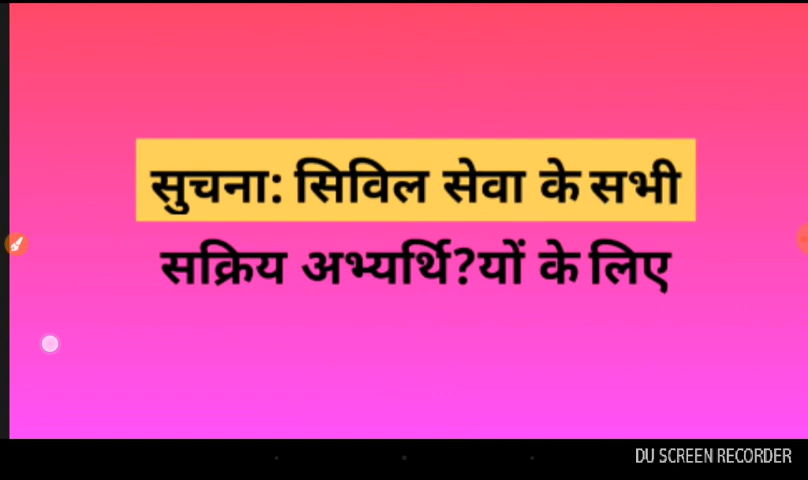 सुचना: सिविल सेवा के सभी
सक्रिय अभ्यर्थि?यों के लिए
DU SCREEN RECORDER